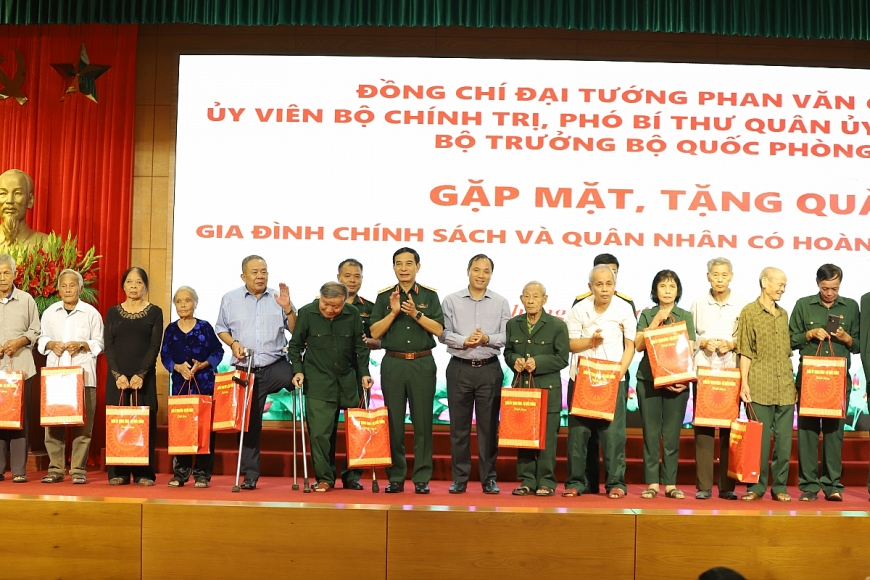 ĐỒNG CHÍ ĐẠI TƯỚNG PHAN VĂN
ỦY VIÊN BỘ CHÍNH TRỊ, PHÓ BÍ THƯ QUÂN ỦY
BỘ TRƯỞNG BỘ QUỐC PHÒNG
GẶP MẶT, TẶNG QUÀ
GIA ĐÌNH CHÍNH SÁCH VÀ QUÂN NHÂN CÓ HOÀN